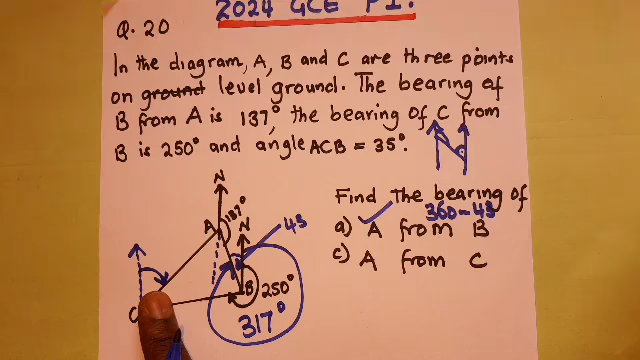 2024 GCE P1.
Q. 20
In the diagram, A, B and C are three points
on ground level ground. The bearing of
B from A is 137°, the bearing of C from
B is 250° and angle ACB = 35°.
Find The bearing of
360-43
a) A from B
c) A from C
N
A 137°
N 43
B 250°
C
317°